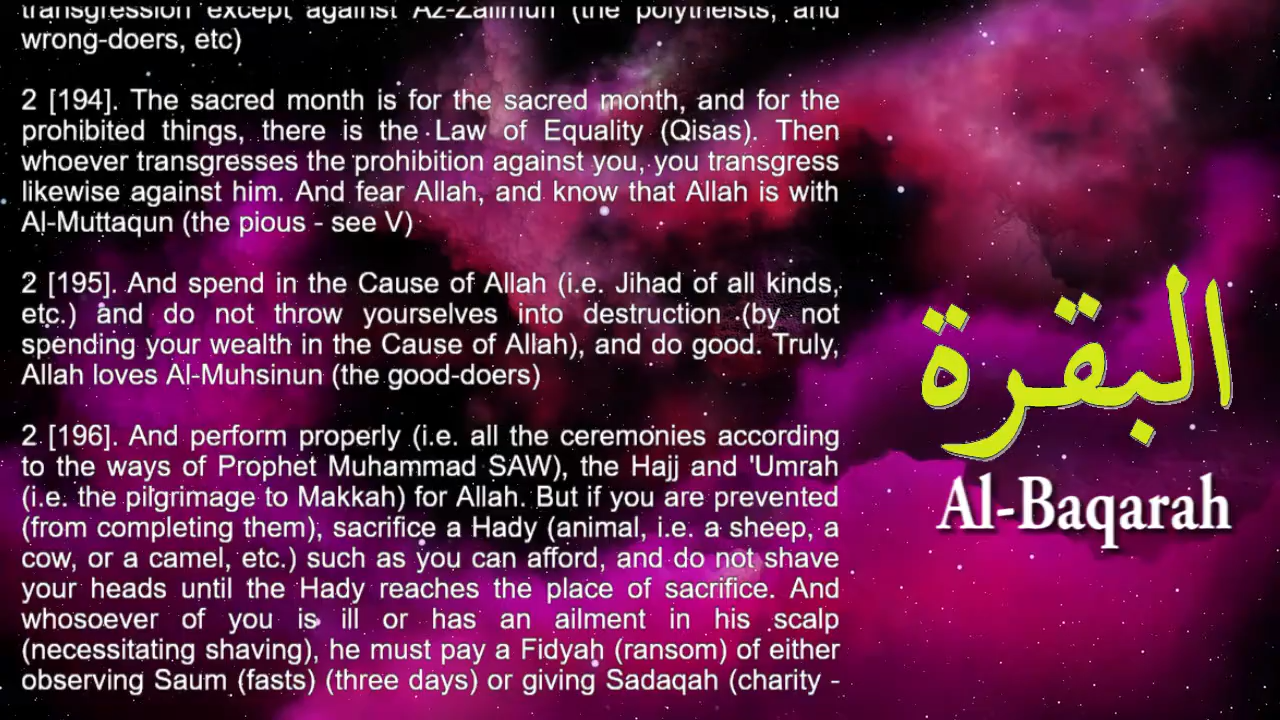 transgression except against Az-Zalimun (the polytheists, and
wrong-doers, etc)
2 [194]. The sacred month is for the sacred month, and for the
prohibited things, there is the Law of Equality (Qisas). Then
whoever transgresses the prohibition against you, you transgress
likewise against him. And fear Allah, and know that Allah is with
Al-Muttaqun (the pious - see V)
2 [195]. And spend in the Cause of Allah (i.e. Jihad of all kinds,
etc.) and do not throw yourselves into destruction (by not
spending your wealth in the Cause of Allah), and do good. Truly,
Allah loves Al-Muhsinun (the good-doers)
2 [196]. And perform properly (i.e. all the ceremonies according
to the ways of Prophet Muhammad SAW), the Hajj and 'Umrah
(i.e. the pilgrimage to Makkah) for Allah. But if you are prevented
(from completing them), sacrifice a Hady (animal, i.e. a sheep, a
cow, or a camel, etc.) such as you can afford, and do not shave
your heads until the Hady reaches the place of sacrifice. And
whosoever of you is ill or has an ailment in his scalp
(necessitating shaving), he must pay a Fidyah (ransom) of either
observing Saum (fasts) (three days) or giving Sadaqah (charity -
البقرة
Al-Baqarah